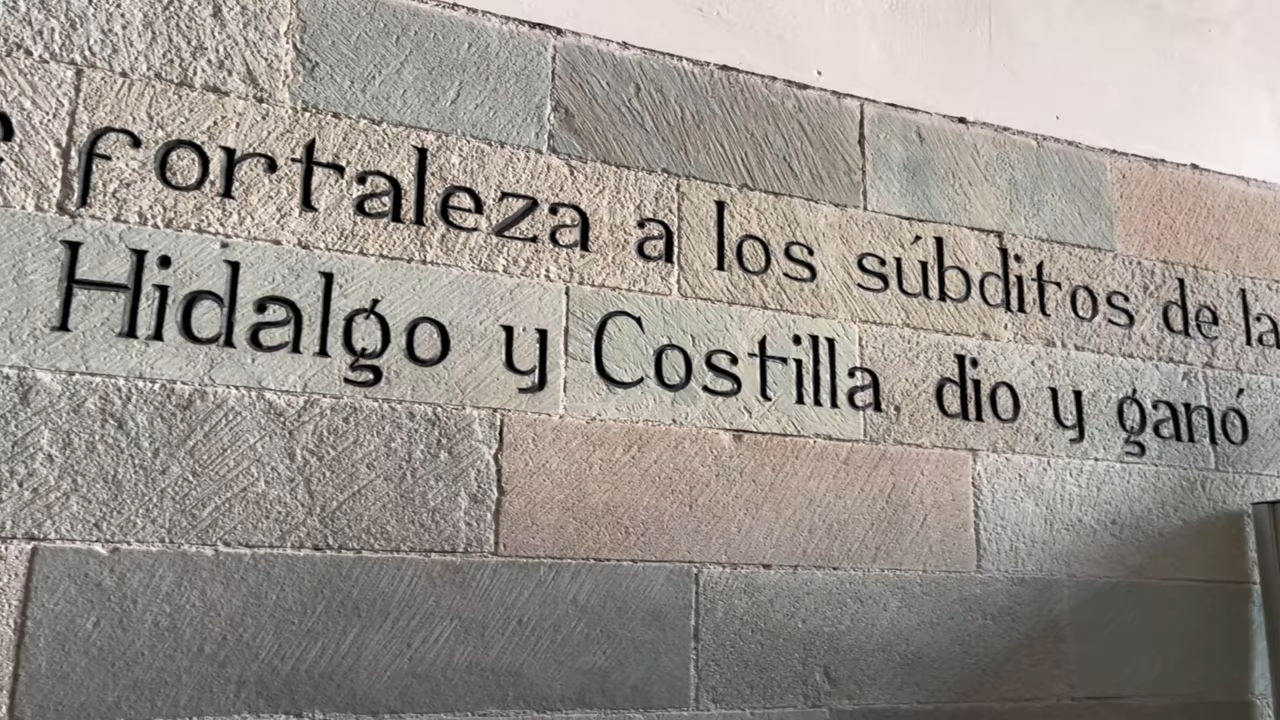 fortaleza a los súbditos de la
Hidalgo y Costilla, dio y ganó